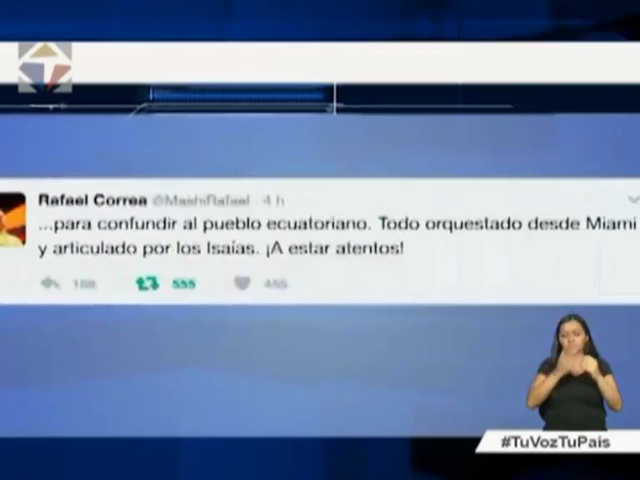 Rafael Correa @MashiRafael · 4 h
...para confundir al pueblo ecuatoriano. Todo orquestado desde Miami
y articulado por los Isaías. ¡A estar atentos!
555
#TuVozTuPais